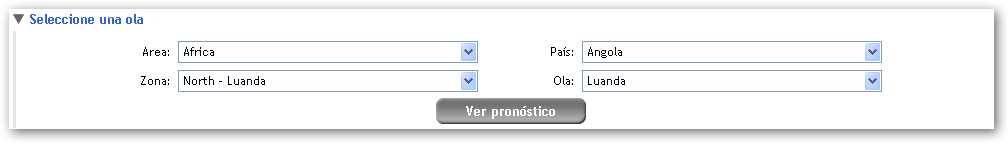 Seleccione una ola
Area: Africa País: Angola
Zona: North - Luanda Ola: Luanda
Ver pronóstico